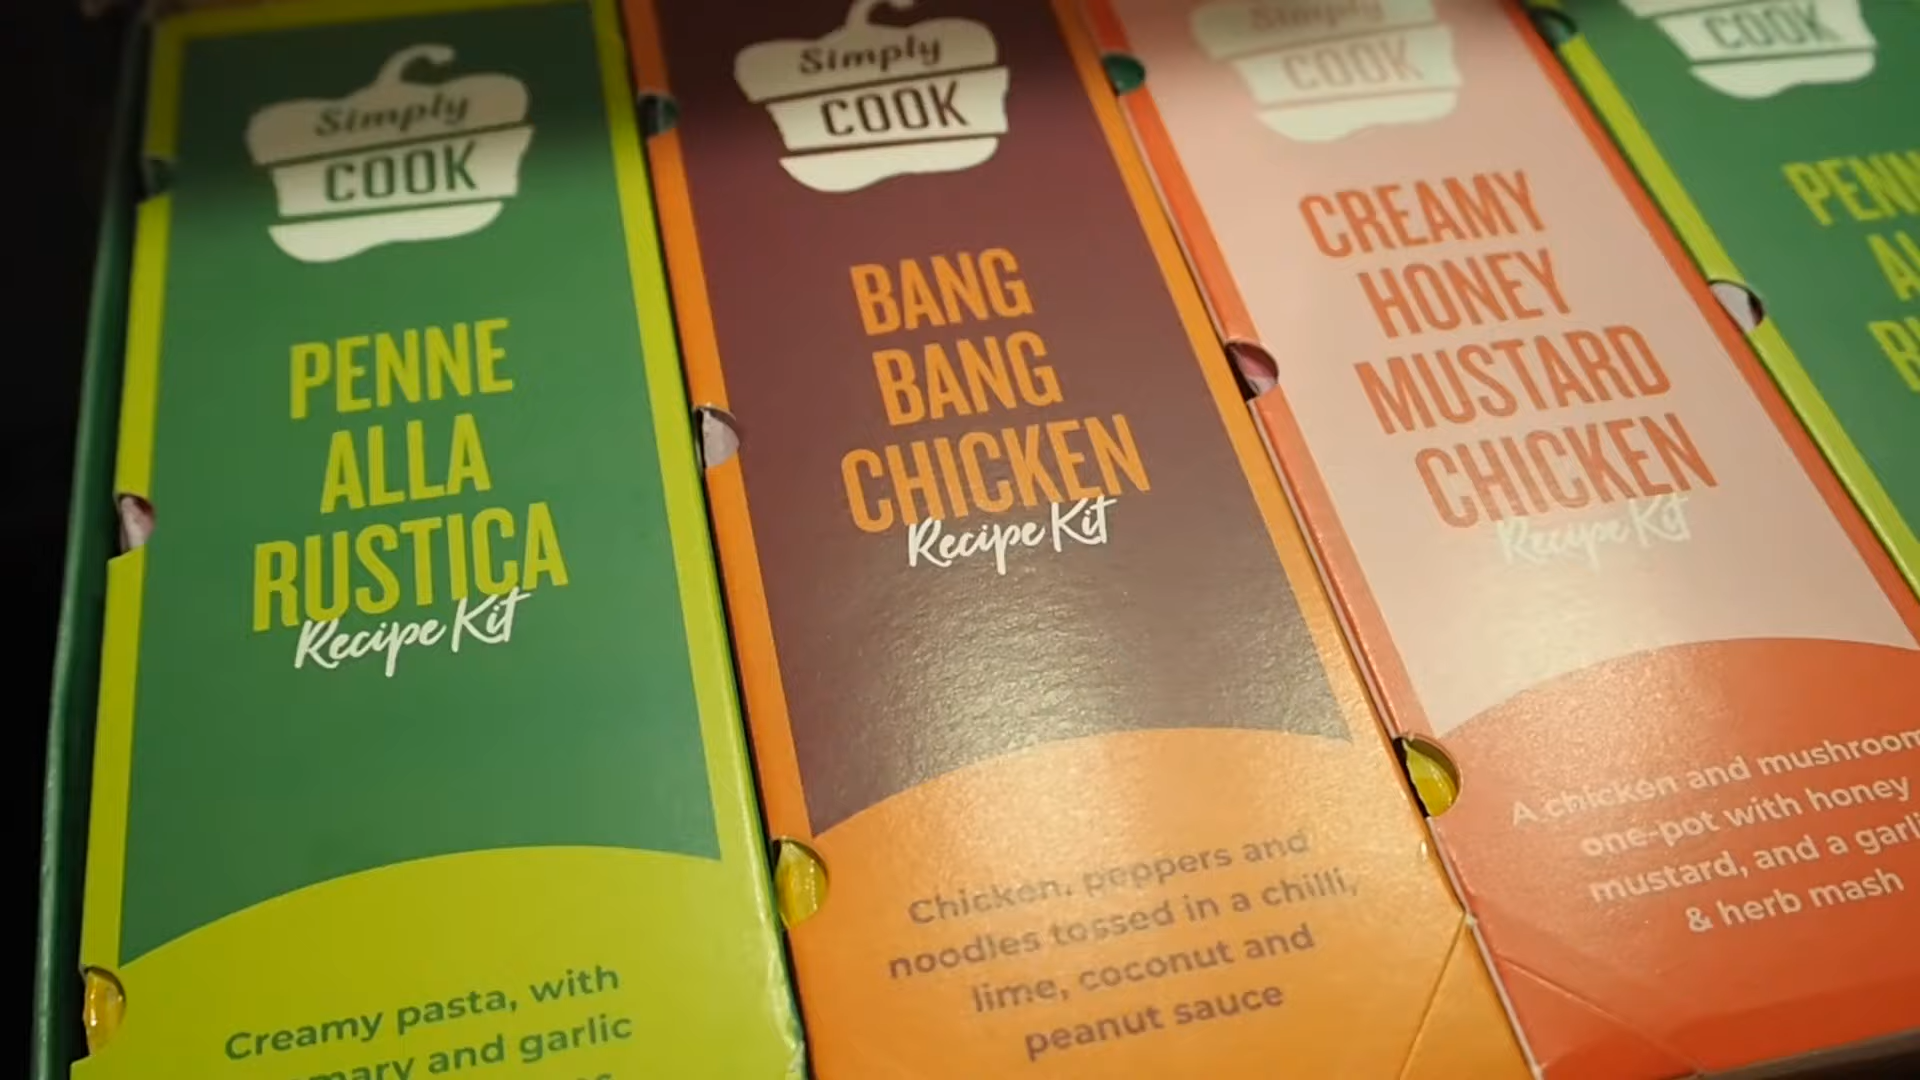 Simply
COOK
PENNE
ALLA
RUSTICA
Recipe Kit
Creamy pasta, with
and garlic
Simply
COOK
BANG
BANG
CHICKEN
Recipe Kit
Chicken, peppers and
noodles tossed in a chilli,
lime, coconut and
peanut sauce
Simply
COOK
CREAMY
HONEY
MUSTARD
CHICKEN
Recipe Kit
A chicken and mushroom
one-pot with honey
mustard, and a garlic
& herb mash
COOK